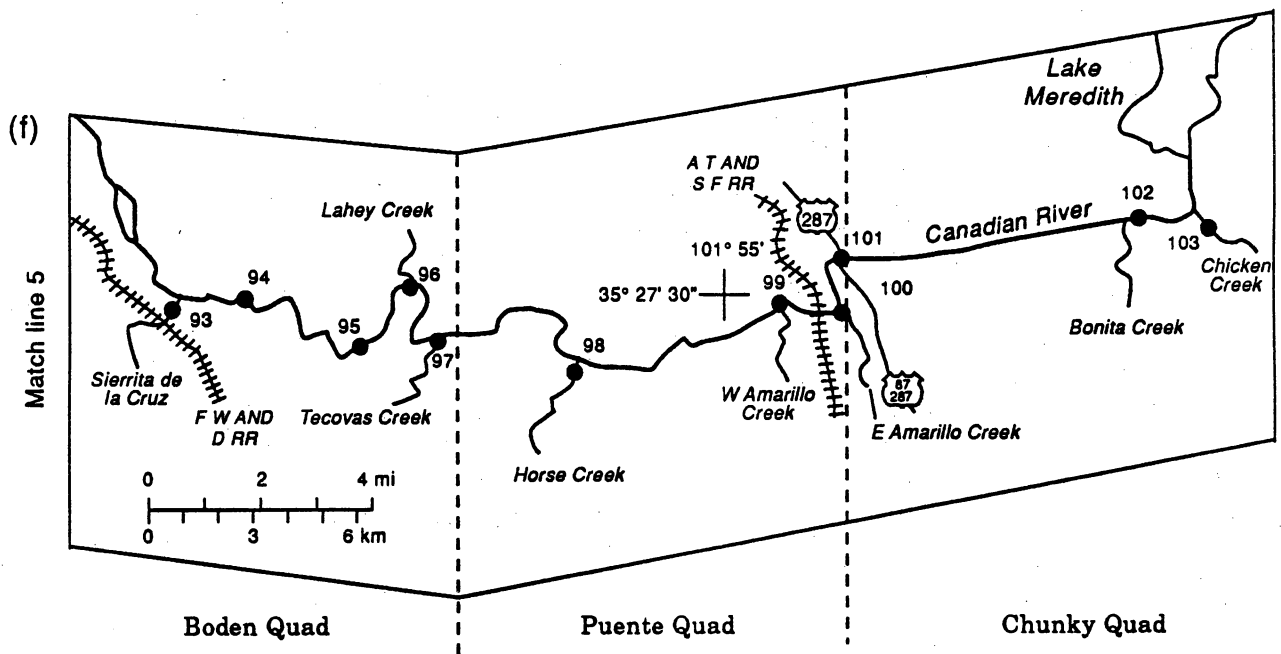 (f)
Match line 5
Lake
Meredith
A T AND
S F RR
287
Lahey Creek
Canadian River
101° 55'
35° 27' 30"
93
94
95
96
97
98
99
100
101
102
103
Chicken
Creek
Bonita Creek
Sierrita de
la Cruz
F W AND
D RR
Tecovas Creek
Horse Creek
W Amarillo
Creek
87
287
E Amarillo Creek
0 2 4 mi
0 3 6 km
Boden Quad
Puente Quad
Chunky Quad